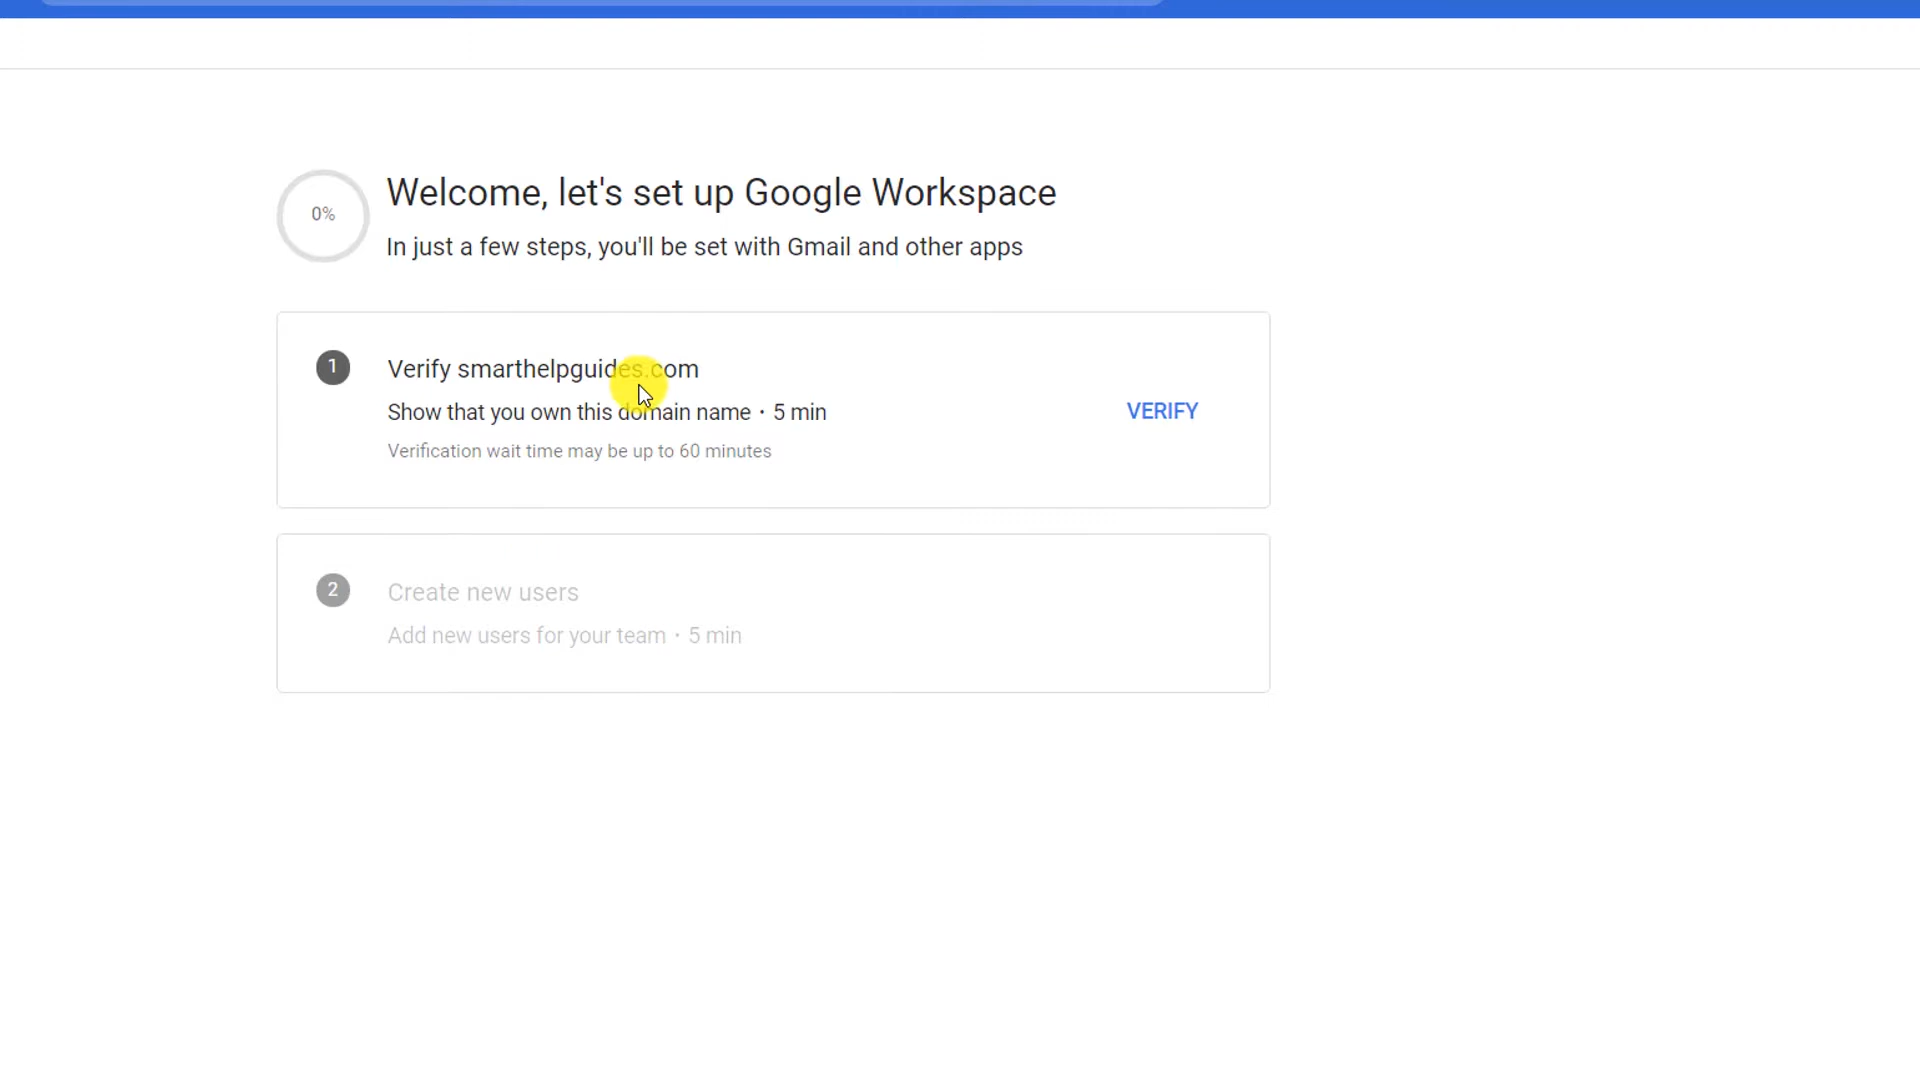 0%
Welcome, let's set up Google Workspace
In just a few steps, you'll be set with Gmail and other apps
1
Verify smarthelpguides.com
Show that you own this domain name · 5 min
Verification wait time may be up to 60 minutes
VERIFY
2
Create new users
Add new users for your team · 5 min